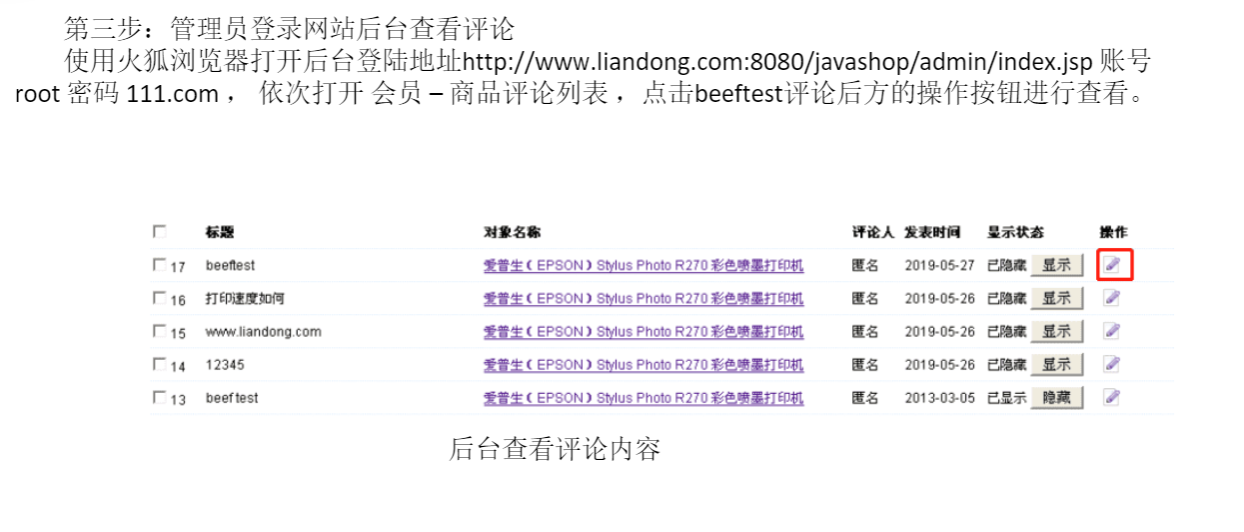 第三步：管理员登录网站后台查看评论
使用火狐浏览器打开后台登陆地址http://www.liandong.com:8080/javashop/admin/index.jsp 账号
root 密码 111.com ， 依次打开 会员 – 商品评论列表 ，点击beeftest评论后方的操作按钮进行查看。
标题 对象名称 评论人 发表时间 显示状态 操作
17 beeftest 爱普生（EPSON）Stylus Photo R270 彩色喷墨打印机 匿名 2019-05-27 已隐藏 显示
16 打印速度如何 爱普生（EPSON）Stylus Photo R270 彩色喷墨打印机 匿名 2019-05-26 已隐藏 显示
15 www.liandong.com 爱普生（EPSON）Stylus Photo R270 彩色喷墨打印机 匿名 2019-05-26 已隐藏 显示
14 12345 爱普生（EPSON）Stylus Photo R270 彩色喷墨打印机 匿名 2019-05-26 已隐藏 显示
13 beeftest 爱普生（EPSON）Stylus Photo R270 彩色喷墨打印机 匿名 2013-03-05 已显示 隐藏
后台查看评论内容